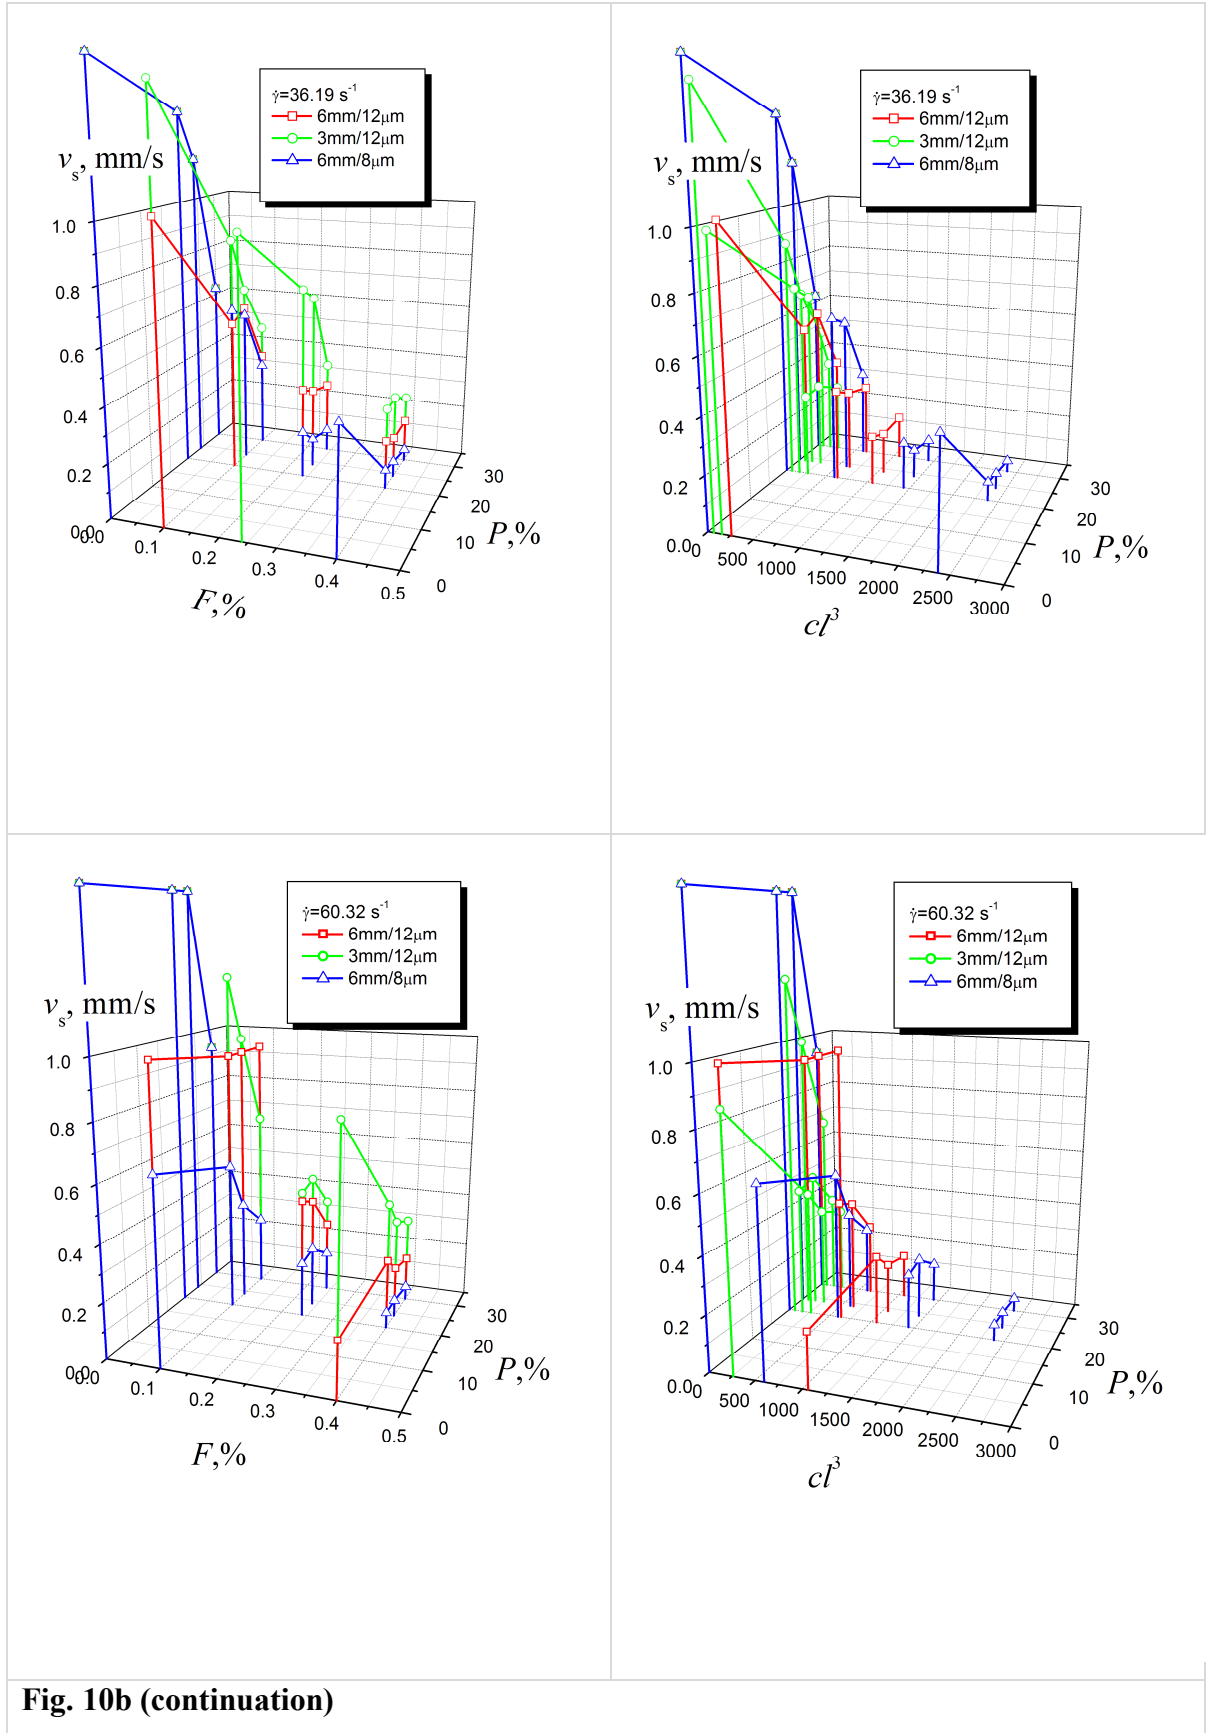 γ̇=36.19 s⁻¹
6mm/12μm
3mm/12μm
6mm/8μm
vₛ, mm/s
1.0
0.8
0.6
0.4
0.2
0.0
0.0
0.1
0.2
0.3
0.4
0.5
F,%
0
10
20
30
P,%
γ̇=36.19 s⁻¹
6mm/12μm
3mm/12μm
6mm/8μm
vₛ, mm/s
1.0
0.8
0.6
0.4
0.2
0.0
0
500
1000
1500
2000
2500
3000
cl³
0
10
20
30
P,%
γ̇=60.32 s⁻¹
6mm/12μm
3mm/12μm
6mm/8μm
vₛ, mm/s
1.0
0.8
0.6
0.4
0.2
0.0
0.0
0.1
0.2
0.3
0.4
0.5
F,%
0
10
20
30
P,%
γ̇=60.32 s⁻¹
6mm/12μm
3mm/12μm
6mm/8μm
vₛ, mm/s
1.0
0.8
0.6
0.4
0.2
0.0
0
500
1000
1500
2000
2500
3000
cl³
0
10
20
30
P,%
Fig. 10b (continuation)